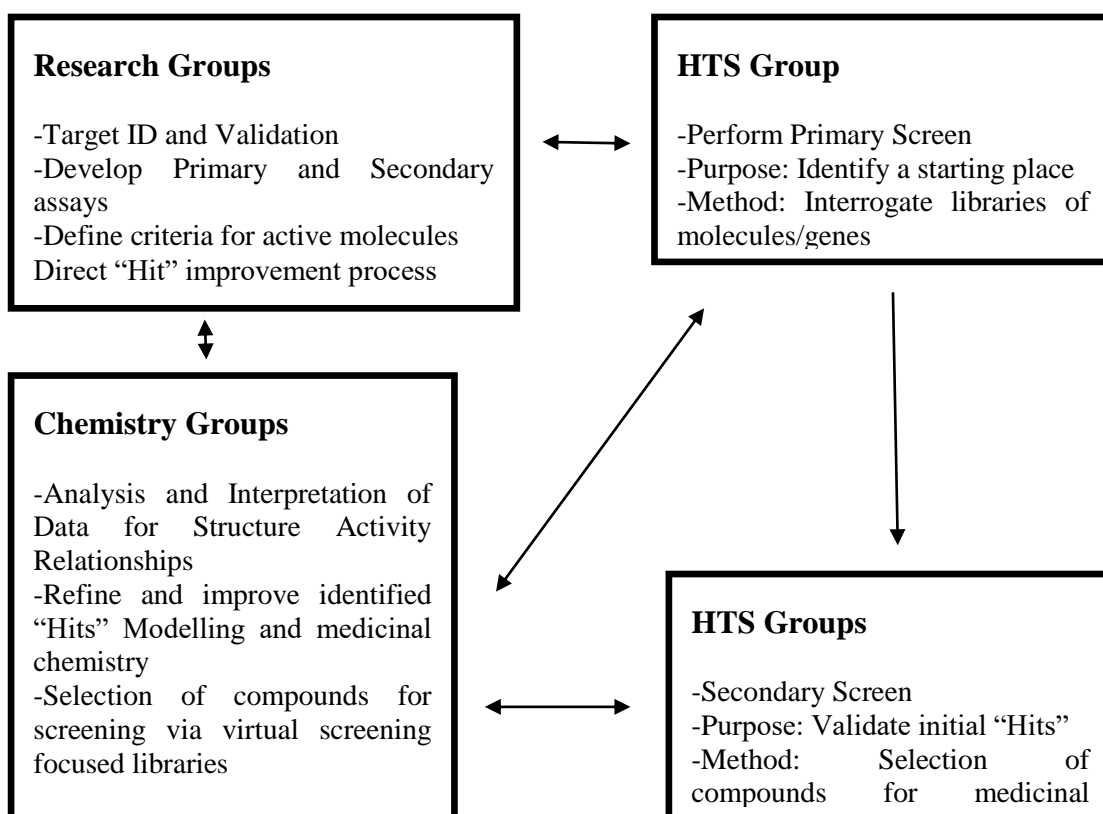 Research Groups
-Target ID and Validation
-Develop Primary and Secondary
assays
-Define criteria for active molecules
Direct “Hit” improvement process
HTS Group
-Perform Primary Screen
-Purpose: Identify a starting place
-Method: Interrogate libraries of
molecules/genes
Chemistry Groups
-Analysis and Interpretation of
Data for Structure Activity
Relationships
-Refine and improve identified
“Hits” Modelling and medicinal
chemistry
-Selection of compounds for
screening via virtual screening
focused libraries
HTS Groups
-Secondary Screen
-Purpose: Validate initial “Hits”
-Method: Selection of
compounds for medicinal